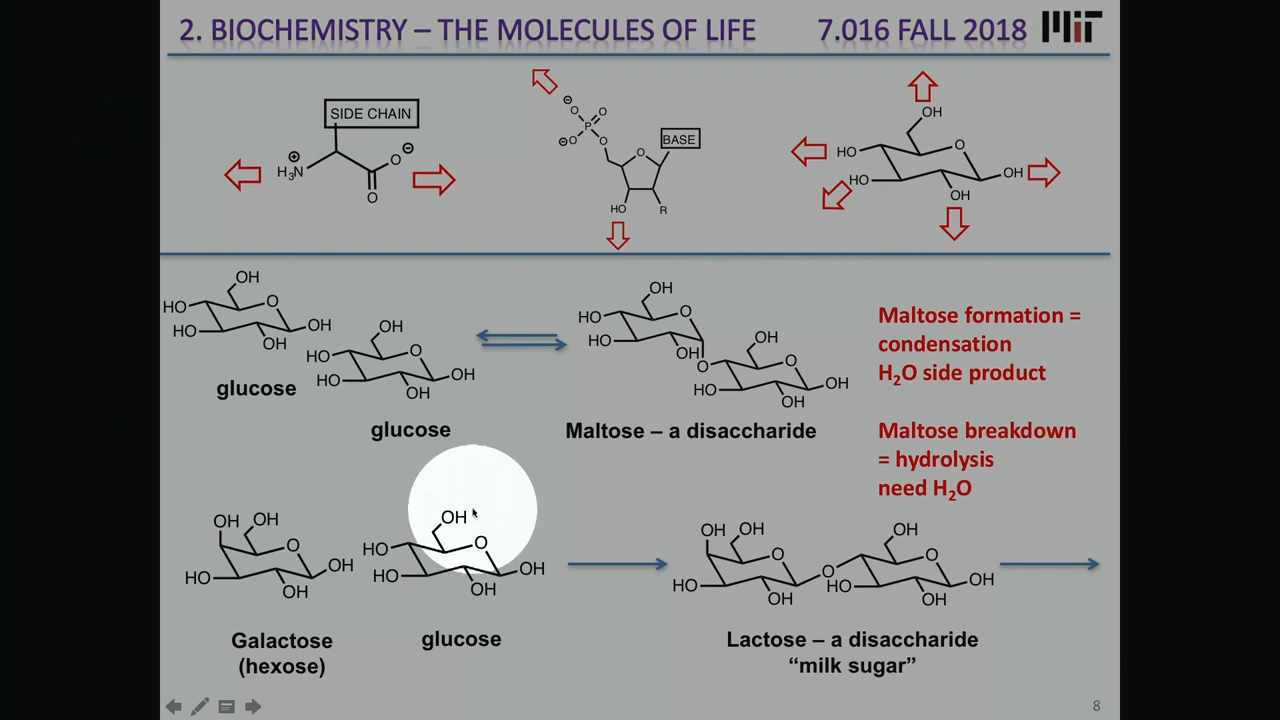 2. BIOCHEMISTRY – THE MOLECULES OF LIFE 7.016 FALL 2018 MIT
SIDE CHAIN
H₃N ⊕
O ⊖
O
⊖
O
O
P
⊖O
O
O
BASE
HO
R
OH
HO
O
HO
OH
OH
OH
HO
O
HO
OH
OH
OH
HO
O
HO
OH
OH
glucose
glucose
OH
HO
O
HO
OH
O
OH
O
HO
OH
OH
Maltose – a disaccharide
Maltose formation =
condensation
H₂O side product
Maltose breakdown
= hydrolysis
need H₂O
OH OH
O
HO
OH
OH
OH
HO
O
HO
OH
OH
Galactose
(hexose)
glucose
OH OH
O
HO
OH
O
OH
O
HO
OH
OH
Lactose – a disaccharide
“milk sugar”
8